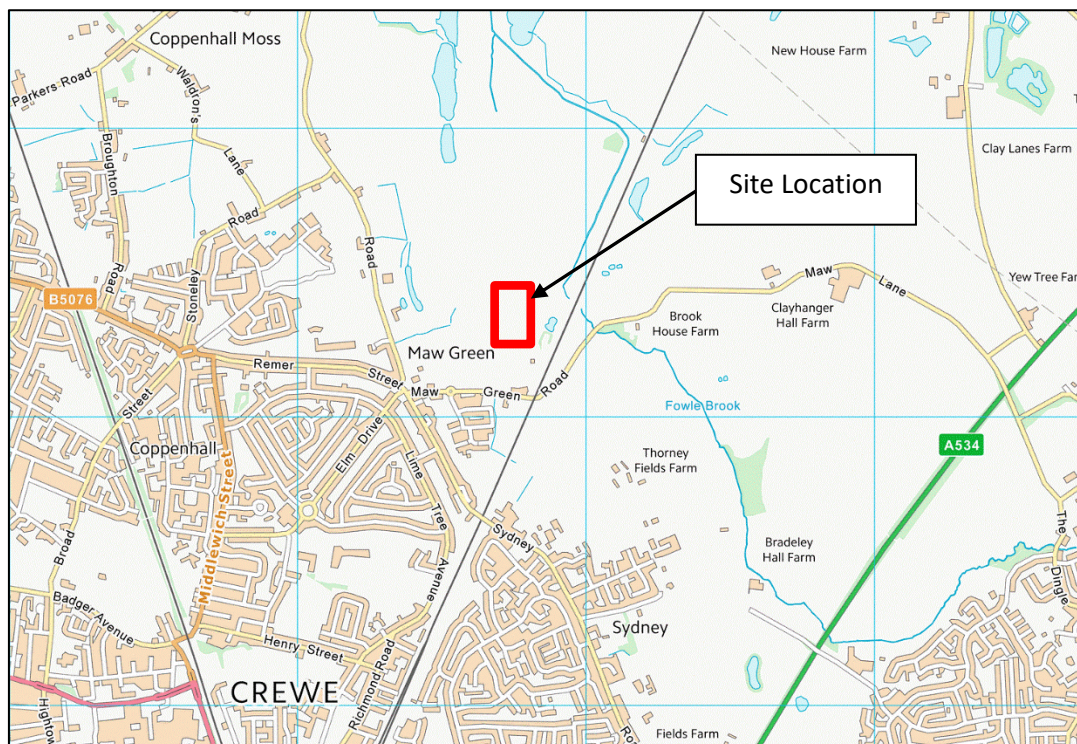 Coppenhall Moss
New House Farm
Parkers Road
Waldron's
Lane
Broughton
Road
Clay Lanes Farm
Site Location
Road
Road
Stoneley
B5076
Maw
Lane
Yew Tree Fa
Brook
House Farm
Clayhanger
Hall Farm
Maw Green
Remer
Street
Maw
Green
Road
Street
Elm Drive
Lime
Tree
Avenue
Fowle Brook
A534
Coppenhall
Thorney
Fields Farm
Middlewich Street
Broad
Sydney
Bradeley
Hall Farm
The
Dingle
Badger Avenue
Henry Street
Sydney
Richmond Road
CREWE
Hightow
Fields Farm
Roa